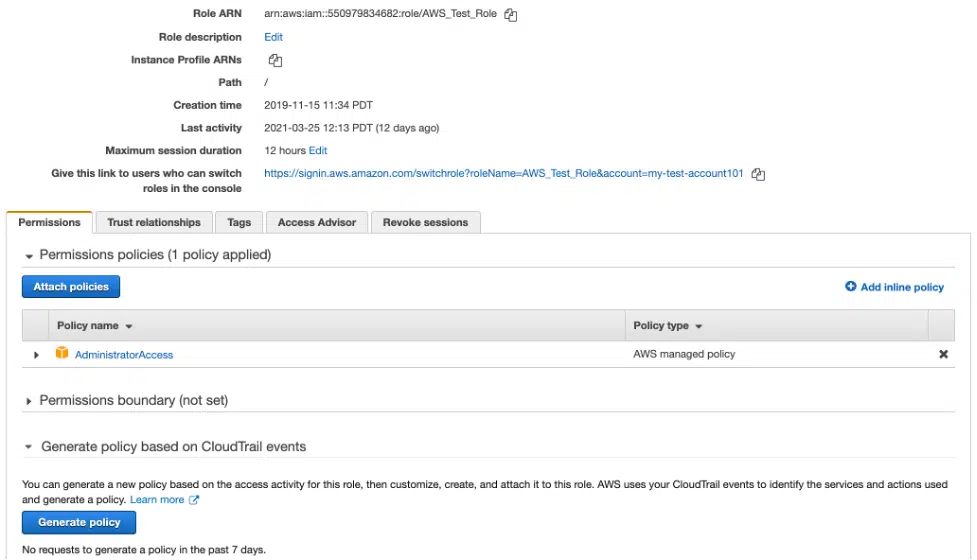 Role ARN arn:aws:iam::550979834682:role/AWS_Test_Role
Role description Edit
Instance Profile ARNs
Path /
Creation time 2019-11-15 11:34 PDT
Last activity 2021-03-25 12:13 PDT (12 days ago)
Maximum session duration 12 hours Edit
Give this link to users who can switch https://signin.aws.amazon.com/switchrole?roleName=AWS_Test_Role&account=my-test-account101
roles in the console
Permissions Trust relationships Tags Access Advisor Revoke sessions
Permissions policies (1 policy applied)
Attach policies Add inline policy
Policy name Policy type
AdministratorAccess AWS managed policy
Permissions boundary (not set)
Generate policy based on CloudTrail events
You can generate a new policy based on the access activity for this role, then customize, create, and attach it to this role. AWS uses your CloudTrail events to identify the services and actions used
and generate a policy. Learn more
Generate policy
No requests to generate a policy in the past 7 days.